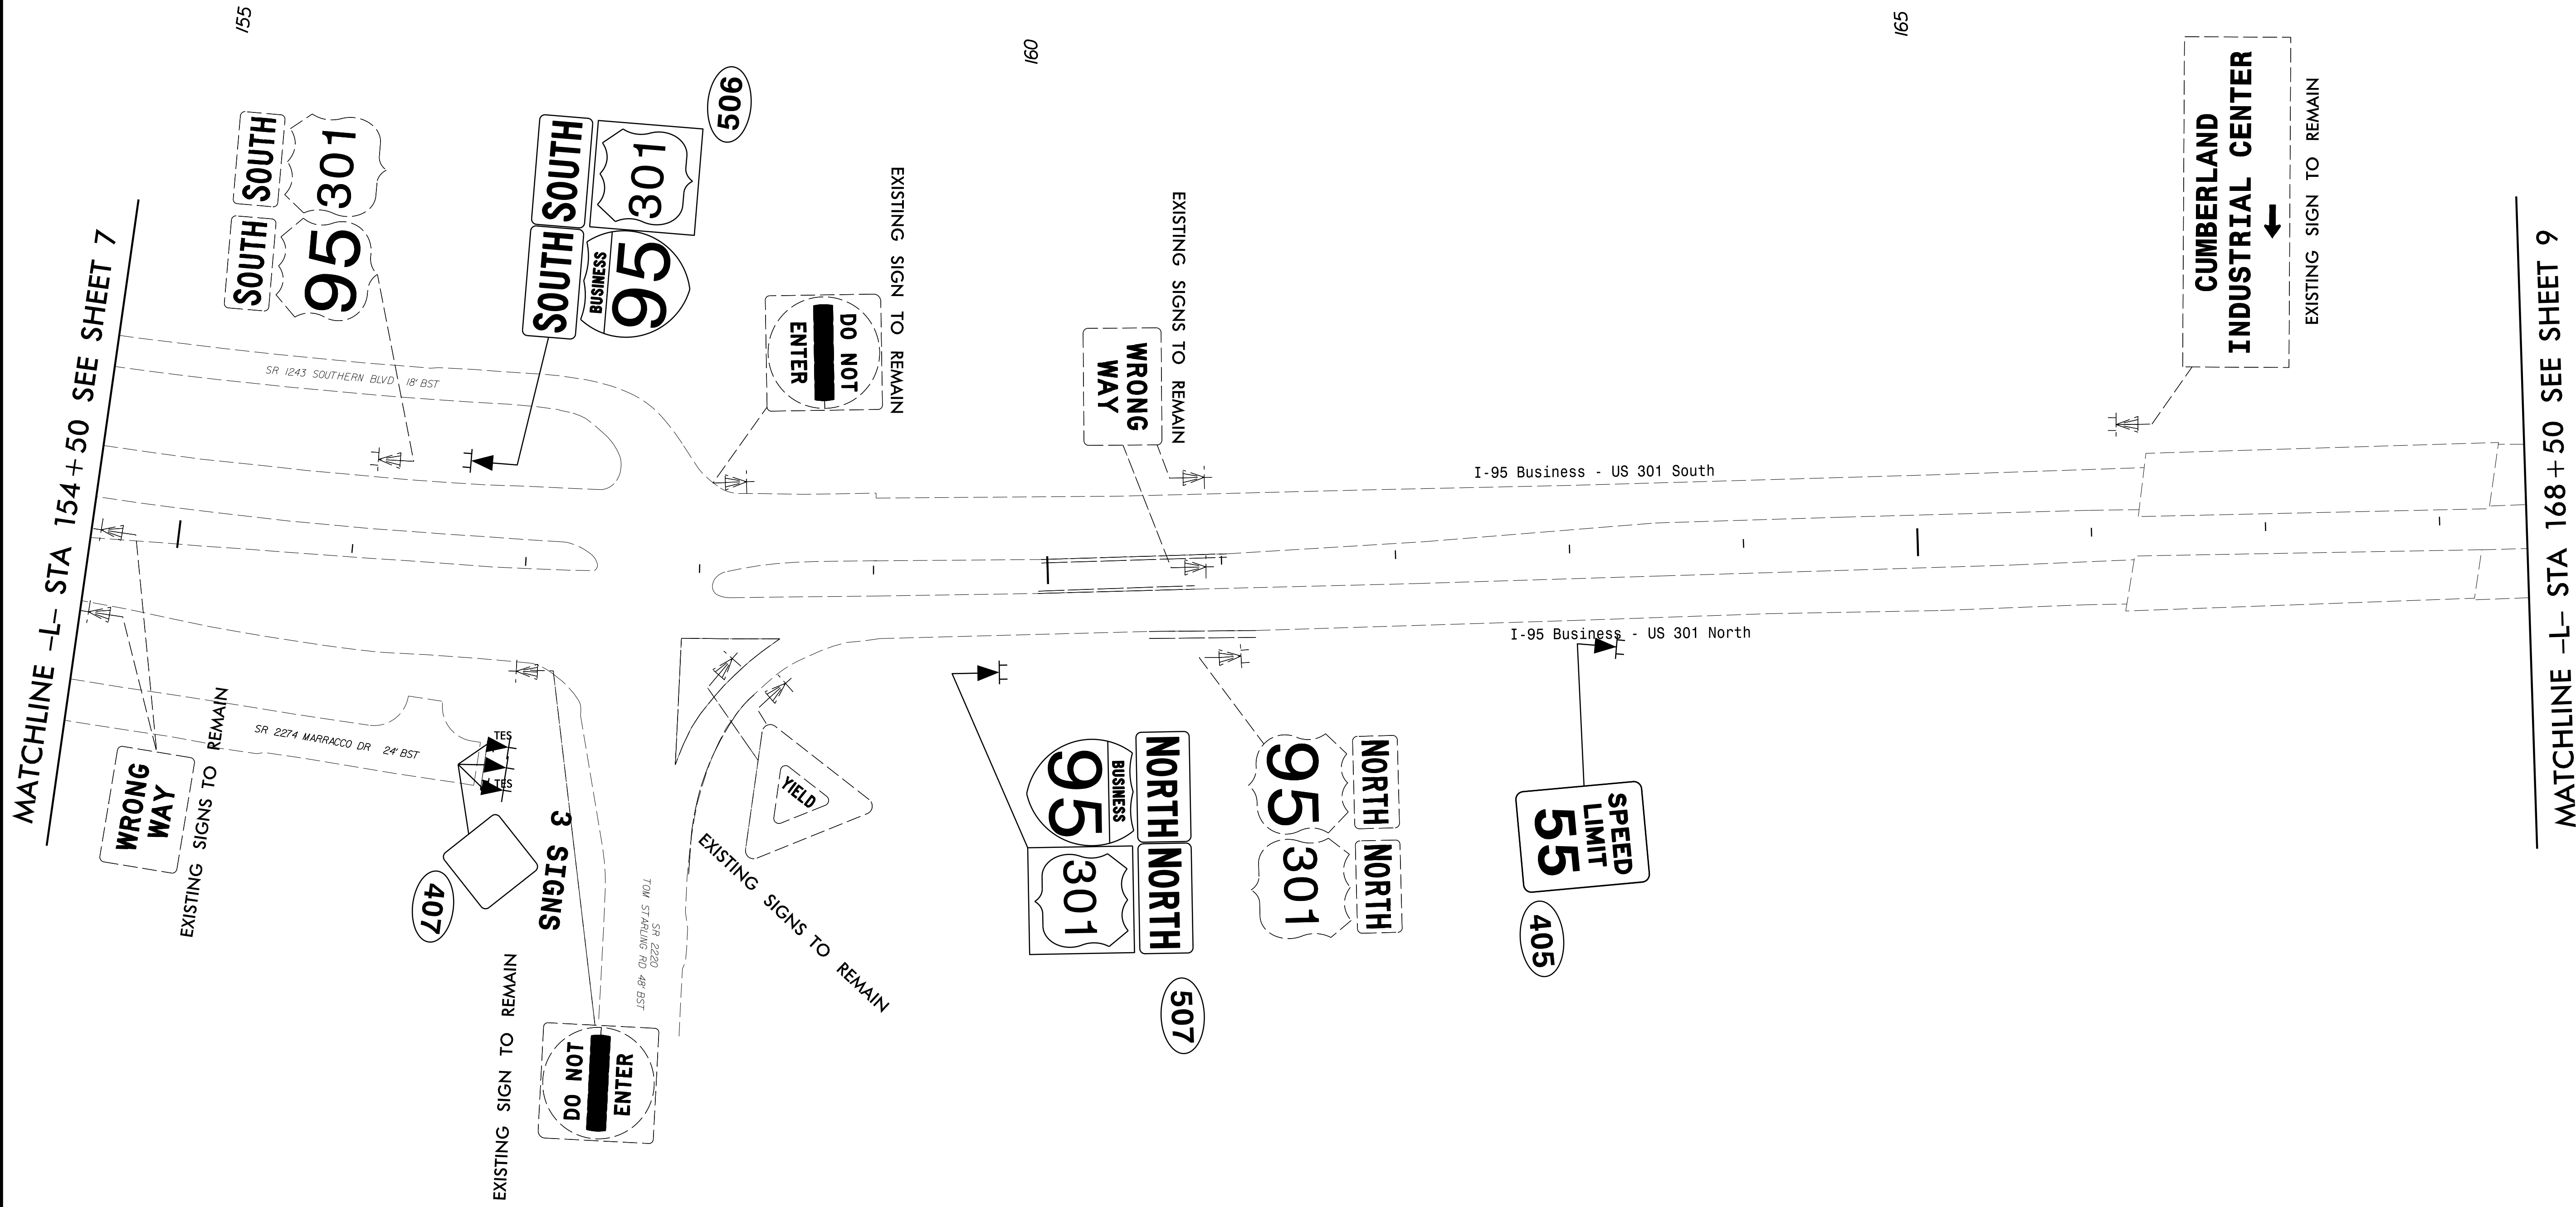 155
160
165
MATCHLINE -L- STA 154+50 SEE SHEET 7
SOUTH
SOUTH
301
95
SOUTH
SOUTH
301
BUSINESS
95
506
DO NOT
ENTER
EXISTING SIGN TO REMAIN
WRONG
WAY
EXISTING SIGNS TO REMAIN
CUMBERLAND
INDUSTRIAL CENTER
EXISTING SIGN TO REMAIN
MATCHLINE -L- STA 168+50 SEE SHEET 9
SR 1243 SOUTHERN BLVD 18' BST
I-95 Business - US 301 South
I-95 Business - US 301 North
SR 2274 MARRACCO DR 24' BST
WRONG
WAY
EXISTING SIGNS TO REMAIN
TES
TES
407
3 SIGNS
SR 2220
TOM STARLING RD 48' BST
DO NOT
ENTER
EXISTING SIGN TO REMAIN
YIELD
EXISTING SIGNS TO REMAIN
NORTH
NORTH
BUSINESS
95
301
507
NORTH
NORTH
95
301
SPEED
LIMIT
55
405